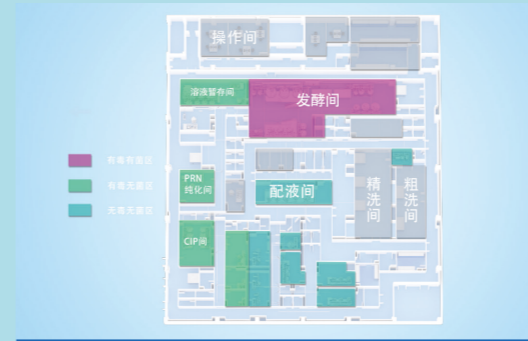 操作间
溶液暂存间
发酵间
有毒有菌区
有毒无菌区
无毒无菌区
PRN
纯化间
配液间
精洗间
粗洗间
CIP间